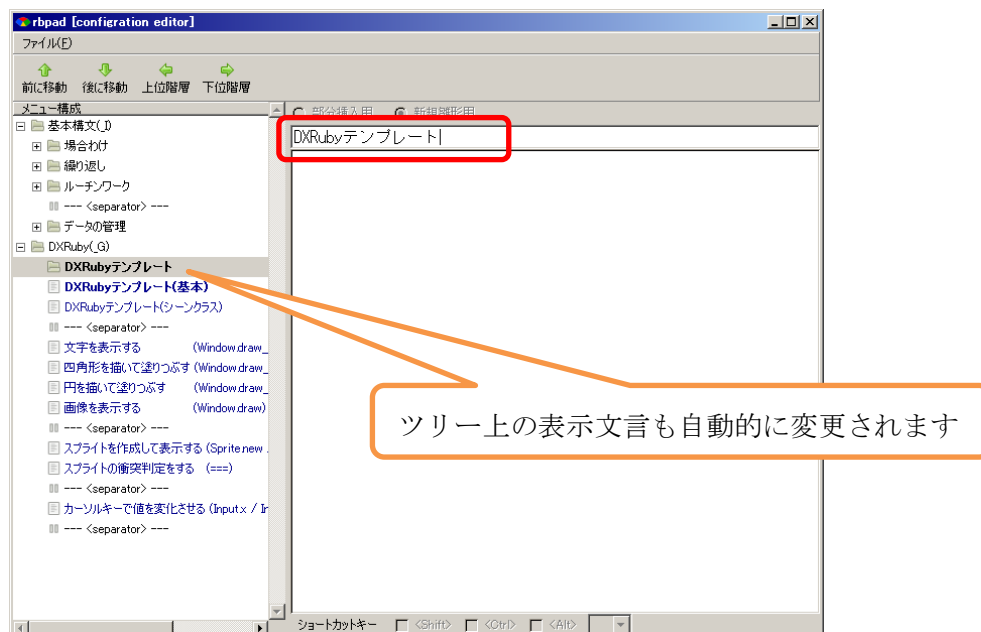 rbpad [configration editor]
ファイル(F)
前に移動 後に移動 上位階層 下位階層
メニュー構成
部分挿入用 新規雛形用
DXRubyテンプレート
基本構文(_I)
場合わけ
繰り返し
ルーチンワーク
--- <separator> ---
データの管理
DXRuby(_G)
DXRubyテンプレート
DXRubyテンプレート(基本)
DXRubyテンプレート(シーンクラス)
--- <separator> ---
文字を表示する (Window.draw_
四角形を描いて塗りつぶす (Window.draw_
円を描いて塗りつぶす (Window.draw_
画像を表示する (Window.draw)
--- <separator> ---
スプライトを作成して表示する (Sprite.new .
スプライトの衝突判定をする (===)
--- <separator> ---
カーソルキーで値を変化させる (Input.x / Ir
--- <separator> ---
ツリー上の表示文言も自動的に変更されます
ショートカットキー <Shift> <Ctrl> <Alt>